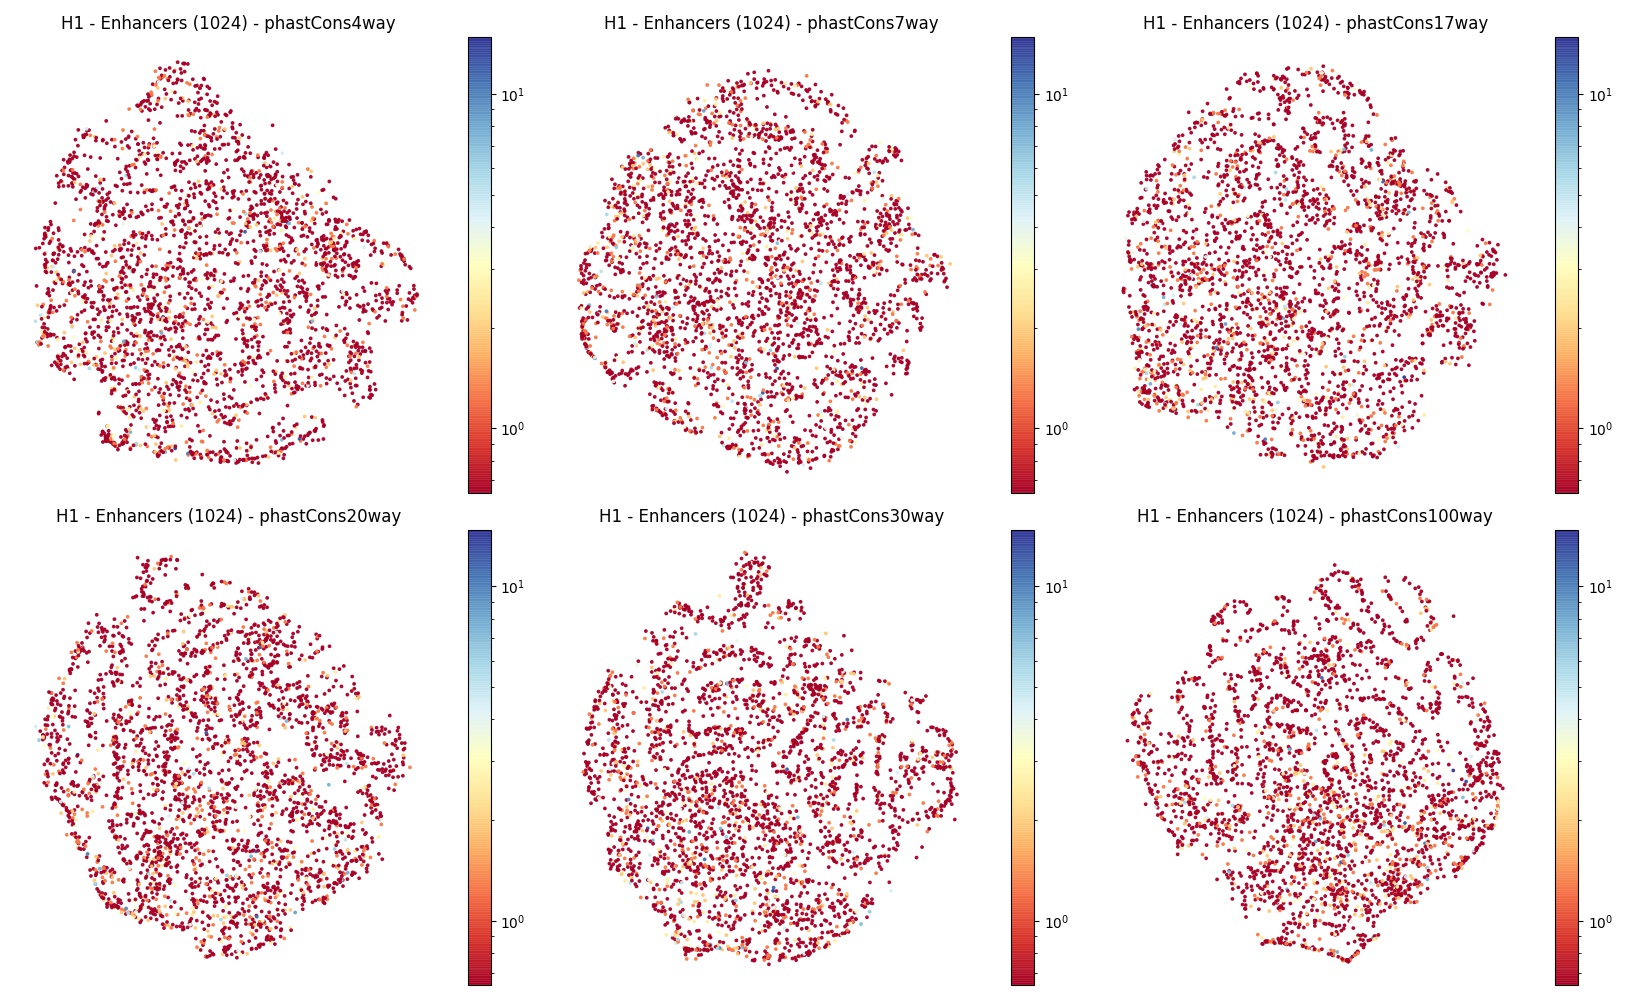 H1 - Enhancers (1024) - phastCons4way
H1 - Enhancers (1024) - phastCons7way
H1 - Enhancers (1024) - phastCons17way
10¹
10⁰
10¹
10⁰
10¹
10⁰
H1 - Enhancers (1024) - phastCons20way
H1 - Enhancers (1024) - phastCons30way
H1 - Enhancers (1024) - phastCons100way
10¹
10⁰
10¹
10⁰
10¹
10⁰